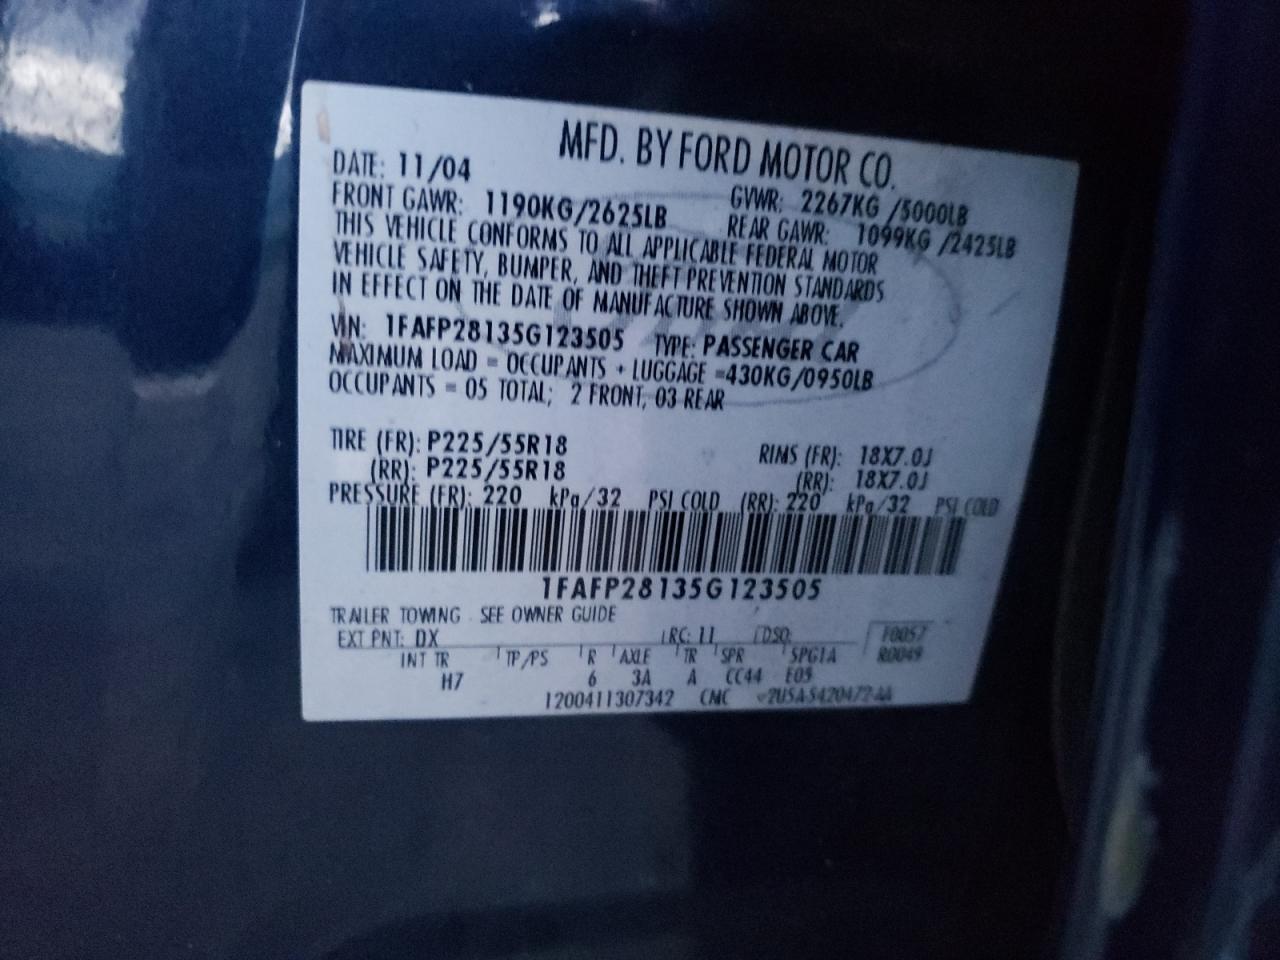 MFD. BY FORD MOTOR CO.
DATE: 11/04
FRONT GAWR: 1190KG/2625LB
GVWR: 2267KG /5000LB
REAR GAWR: 1099KG /2425LB
THIS VEHICLE CONFORMS TO ALL APPLICABLE FEDERAL MOTOR
VEHICLE SAFETY, BUMPER, AND THEFT PREVENTION STANDARDS
IN EFFECT ON THE DATE OF MANUFACTURE SHOWN ABOVE.
VIN: 1FAFP28135G123505 TYPE: PASSENGER CAR
MAXIMUM LOAD = OCCUPANTS + LUGGAGE =430KG/0950LB
OCCUPANTS = 05 TOTAL; 2 FRONT, 03 REAR
TIRE (FR): P225/55R18 RIMS (FR): 18X7.0J
(RR): P225/55R18 (RR): 18X7.0J
PRESSURE (FR): 220 kPa/32 PSI COLD (RR): 220 kPa/32 PSI COLD
1FAFP28135G123505
TRAILER TOWING - SEE OWNER GUIDE
EXT PNT: DX RC: 11 DSO: F0057
INT TR TP/PS R AXLE TR SPR SPG1A R0049
H7 6 3A A CC44 E05
1200411307342 CMC 2U5A-5420472-AA